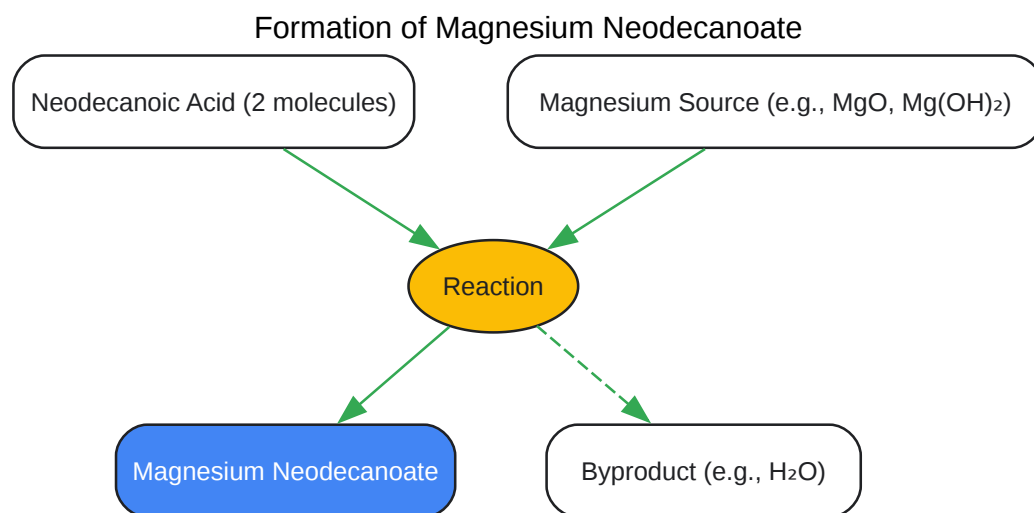 Formation of Magnesium Neodecanoate
Neodecanoic Acid (2 molecules)
Magnesium Source (e.g., MgO, Mg(OH)₂)
Reaction
Magnesium Neodecanoate
Byproduct (e.g., H₂O)